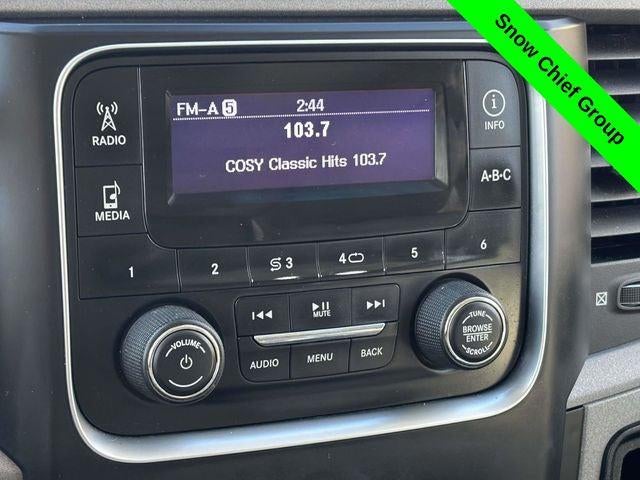 Snow Chief Group
FM-A 5 2:44
103.7
COSY Classic Hits 103.7
RADIO
MEDIA
INFO
A•B•C
1 2 3 4 5 6
MUTE
VOLUME
AUDIO MENU BACK
TUNE
BROWSE
ENTER
SCROLL